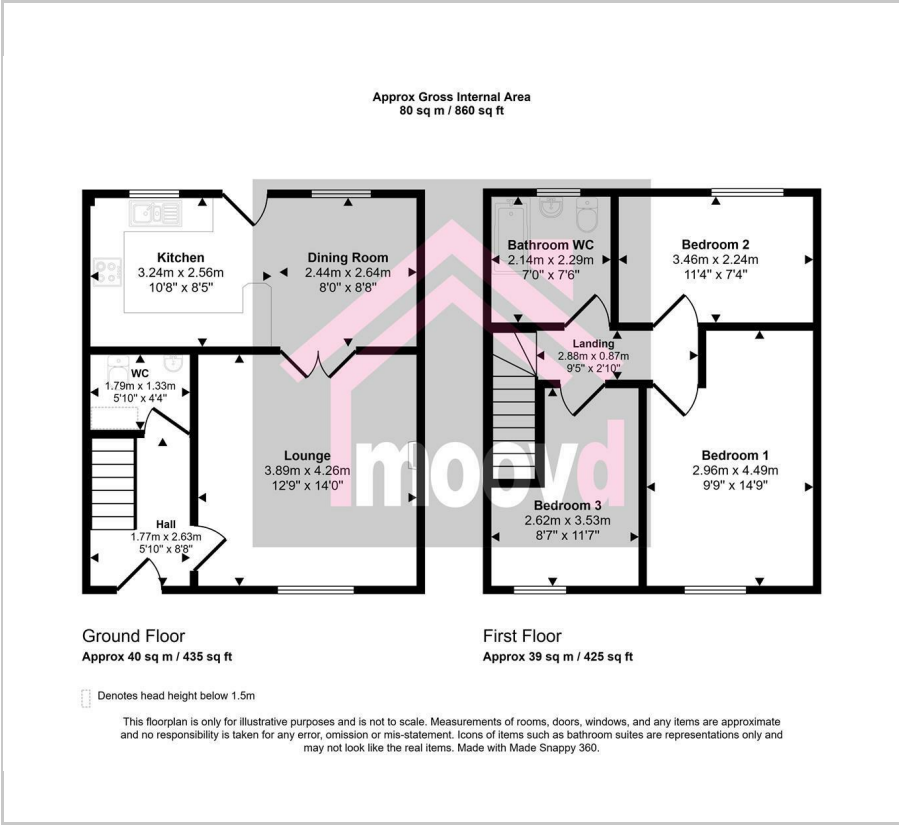 Approx Gross Internal Area
80 sq m / 860 sq ft
Kitchen
3.24m x 2.56m
10'8" x 8'5"
Dining Room
2.44m x 2.64m
8'0" x 8'8"
WC
1.79m x 1.33m
5'10" x 4'4"
Lounge
3.89m x 4.26m
12'9" x 14'0"
Hall
1.77m x 2.63m
5'10" x 8'8"
Bathroom WC
2.14m x 2.29m
7'0" x 7'6"
Bedroom 2
3.46m x 2.24m
11'4" x 7'4"
Landing
2.88m x 0.87m
9'5" x 2'10"
Bedroom 1
2.96m x 4.49m
9'9" x 14'9"
Bedroom 3
2.62m x 3.53m
8'7" x 11'7"
moovd
Ground Floor
Approx 40 sq m / 435 sq ft
First Floor
Approx 39 sq m / 425 sq ft
Denotes head height below 1.5m
This floorplan is only for illustrative purposes and is not to scale. Measurements of rooms, doors, windows, and any items are approximate
and no responsibility is taken for any error, omission or mis-statement. Icons of items such as bathroom suites are representations only and
may not look like the real items. Made with Made Snappy 360.